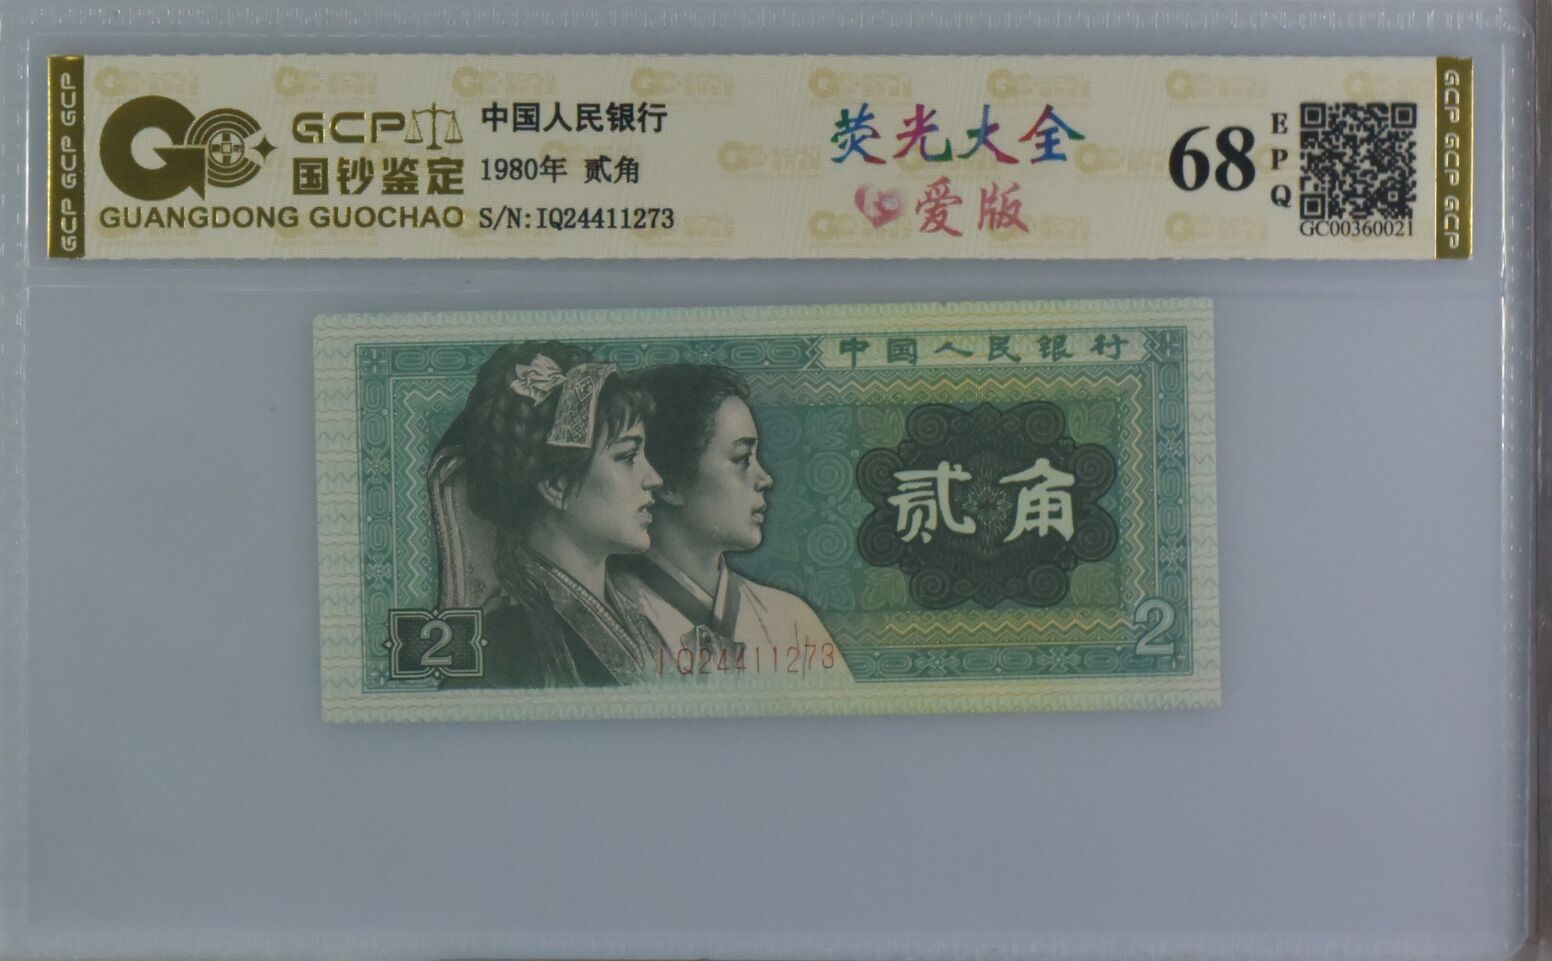 GCP GCP GCP
GCP
国钞鉴定
GUANGDONG GUOCHAO
中国人民银行
1980年 贰角
S/N:IQ24411273
荧光大全
爱版
68
EPQ
GC00360021
GCP GCP GCP
中国人民银行
贰角
2
2
IQ24411273